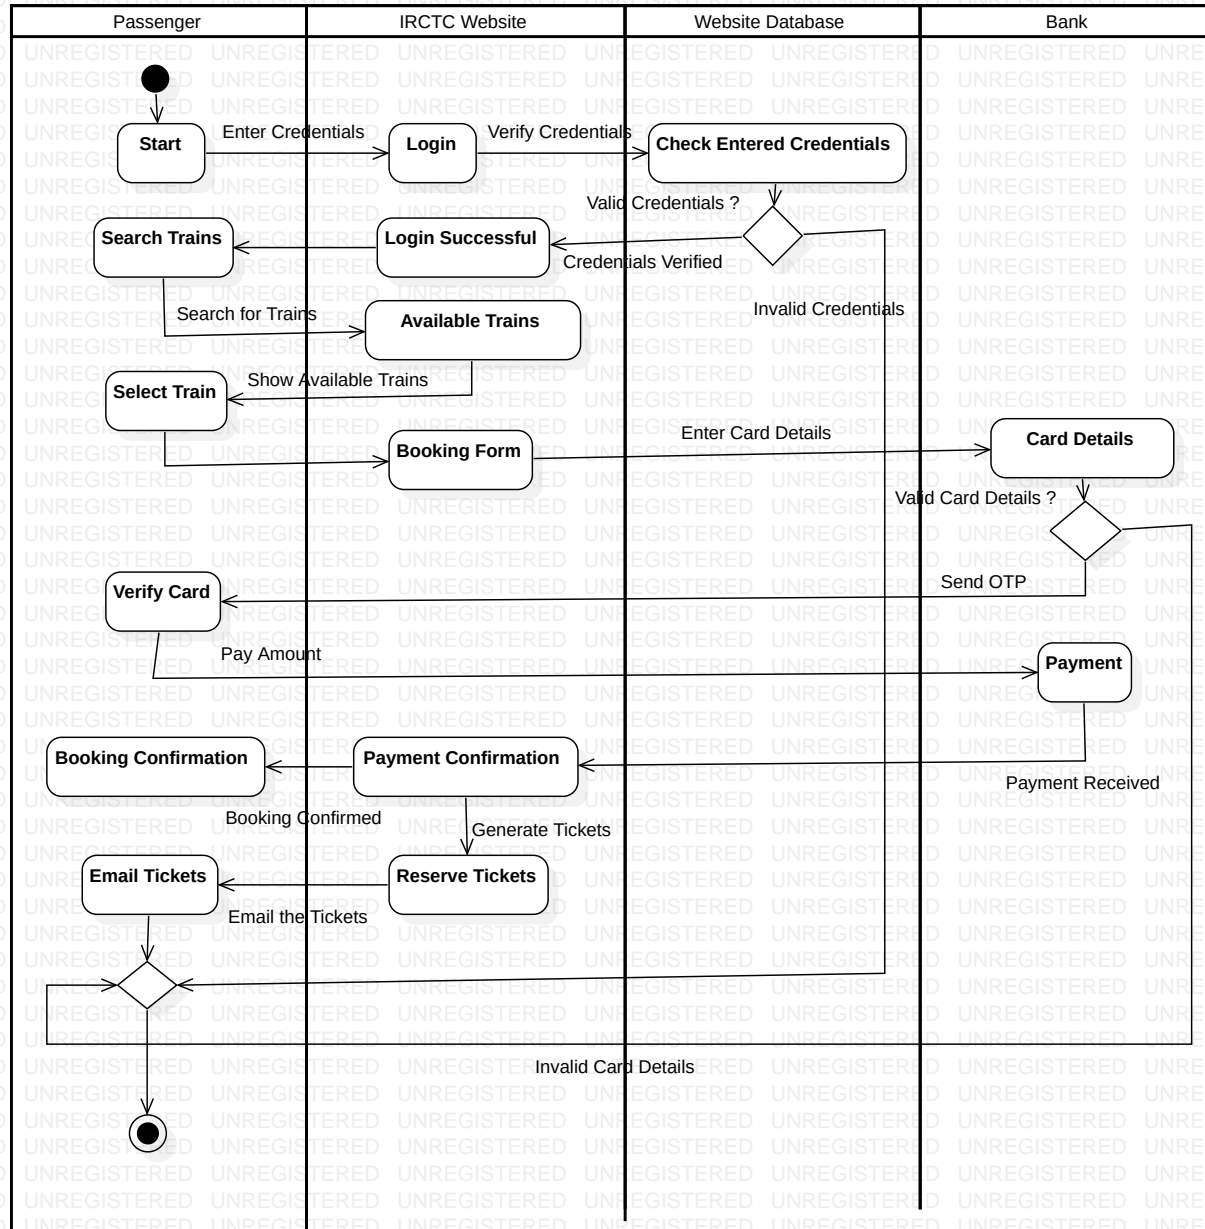 Passenger
IRCTC Website
Website Database
Bank
Enter Credentials
Verify Credentials
Start
Login
Check Entered Credentials
Valid Credentials ?
Search Trains
Login Successful
Credentials Verified
Invalid Credentials
Search for Trains
Available Trains
Show Available Trains
Select Train
Enter Card Details
Card Details
Booking Form
Valid Card Details ?
Send OTP
Verify Card
Pay Amount
Payment
Booking Confirmation
Payment Confirmation
Payment Received
Booking Confirmed
Generate Tickets
Email Tickets
Reserve Tickets
Email the Tickets
Invalid Card Details
UNREGISTERED